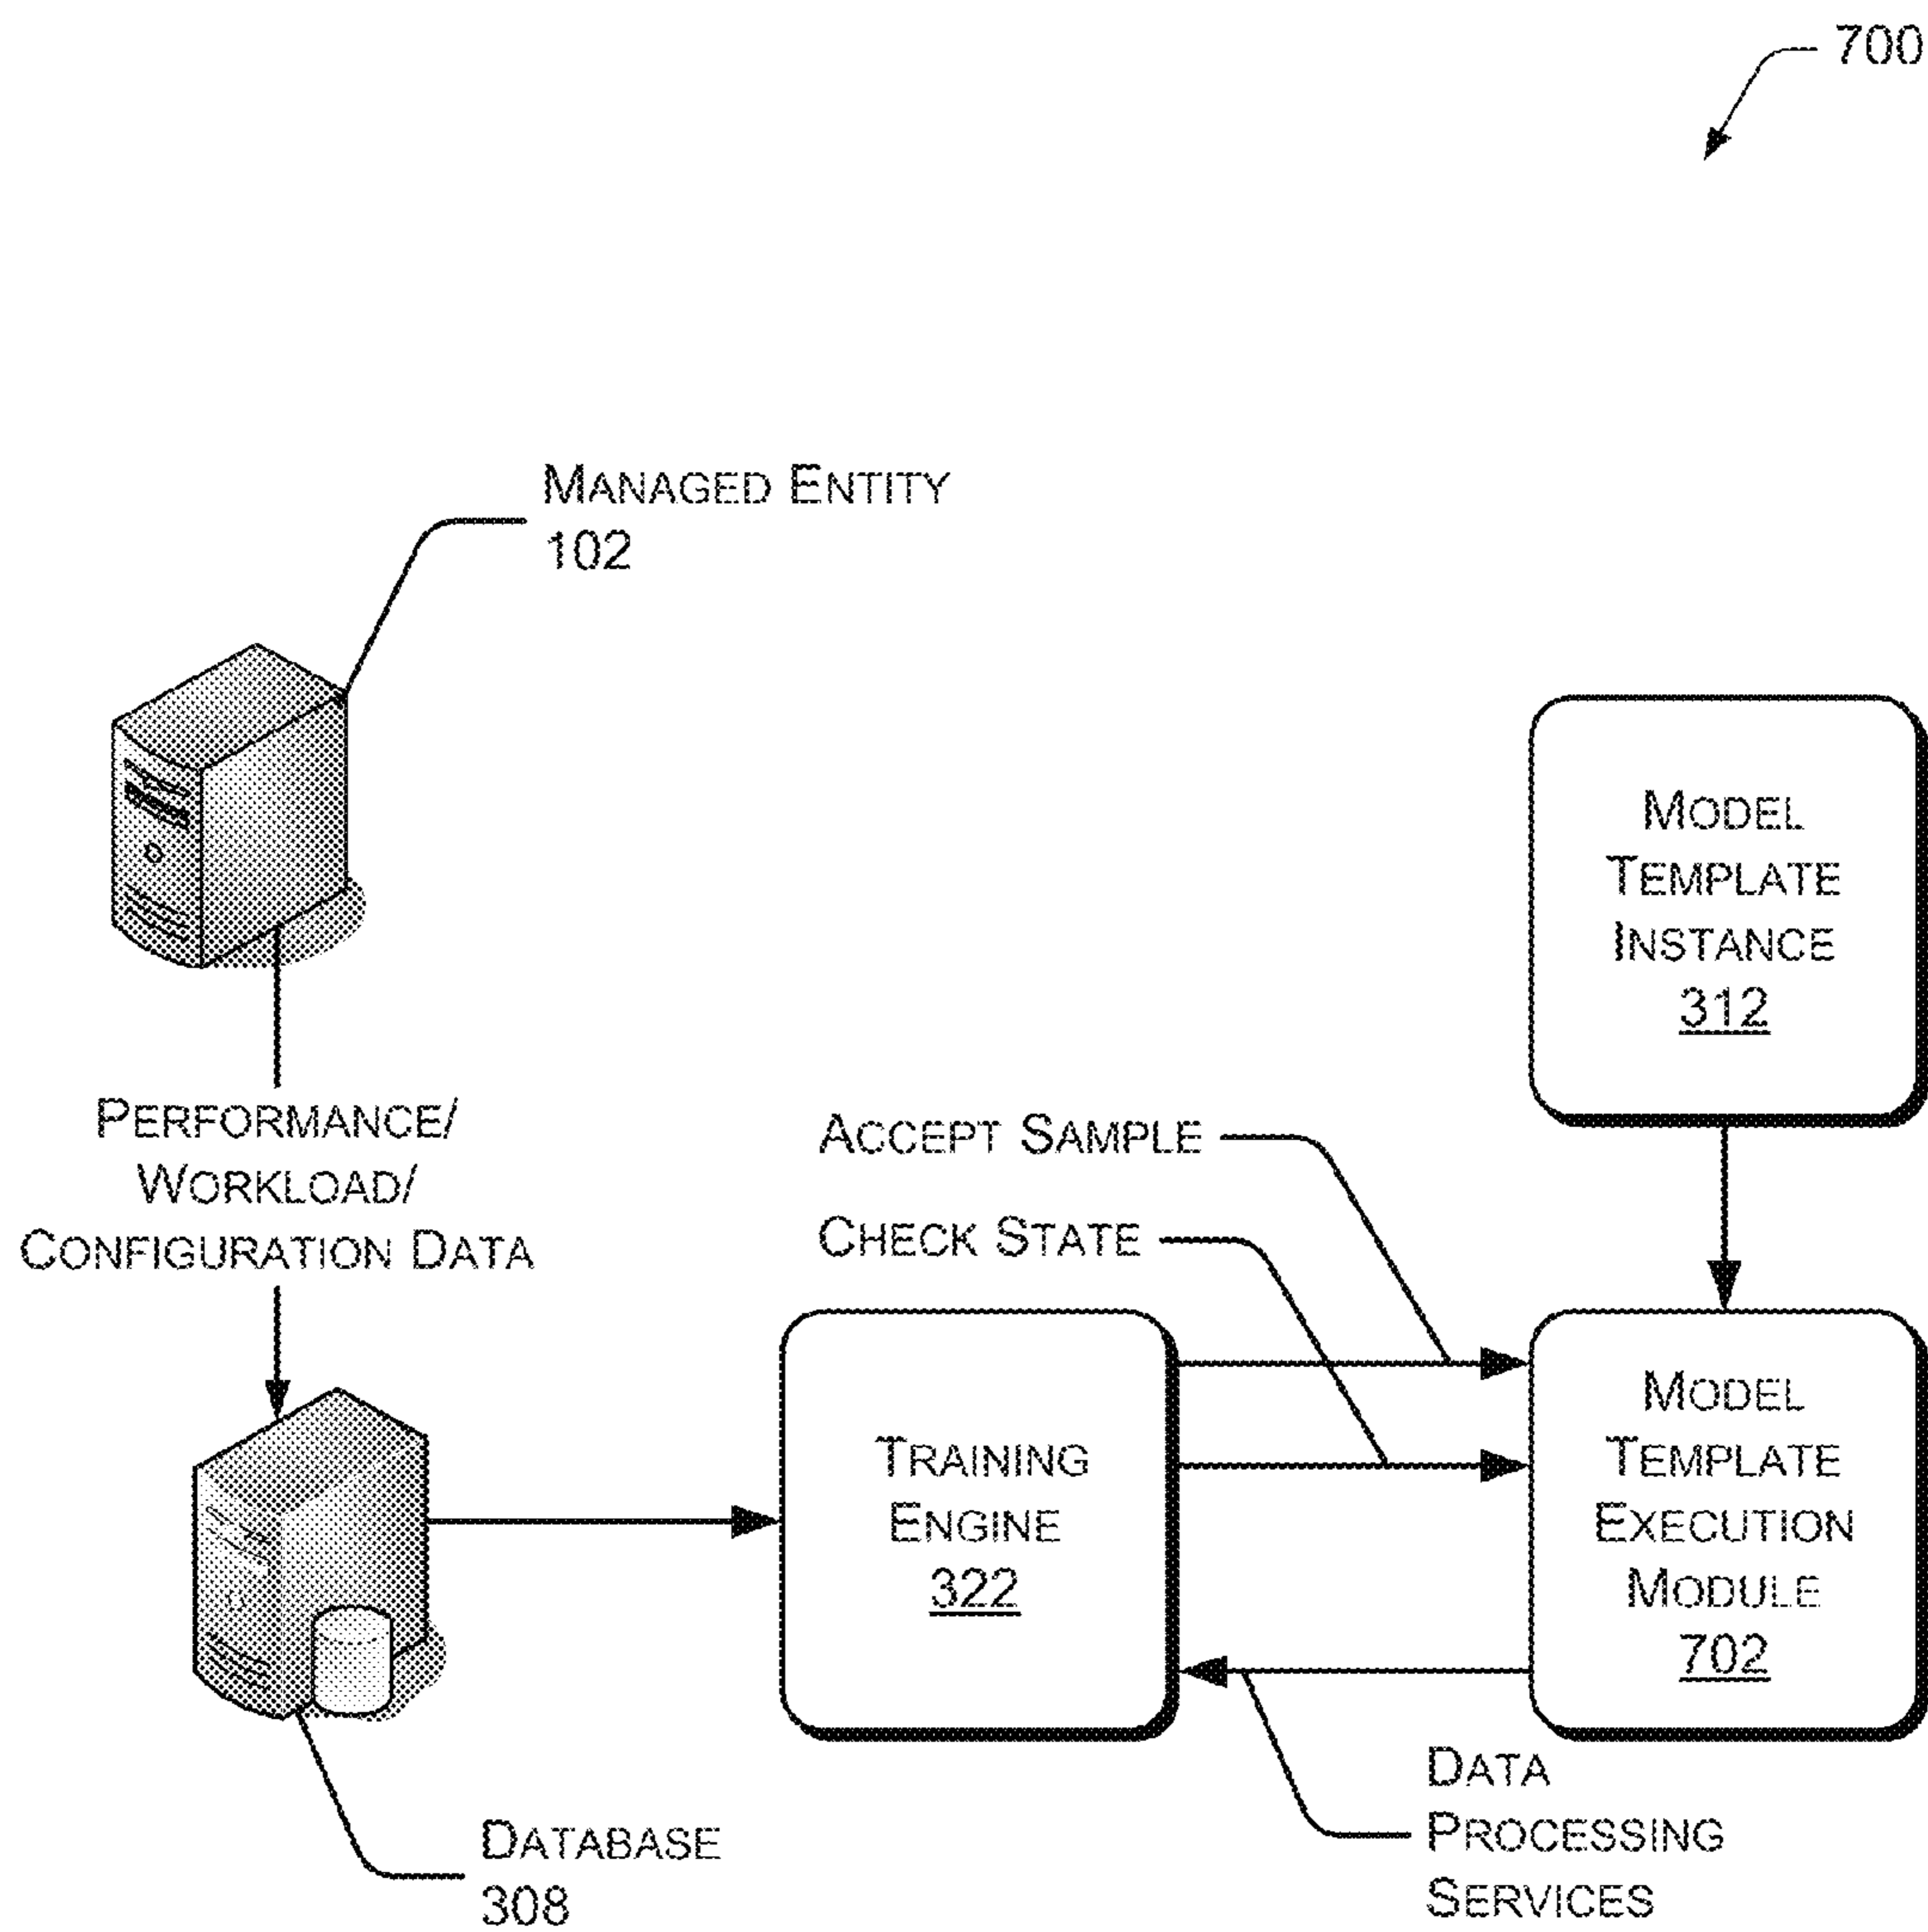 700
MANAGED ENTITY
102
MODEL
TEMPLATE
INSTANCE
312
PERFORMANCE/
WORKLOAD/
CONFIGURATION DATA
ACCEPT SAMPLE
CHECK STATE
TRAINING
ENGINE
322
MODEL
TEMPLATE
EXECUTION
MODULE
702
DATABASE
308
DATA
PROCESSING
SERVICES